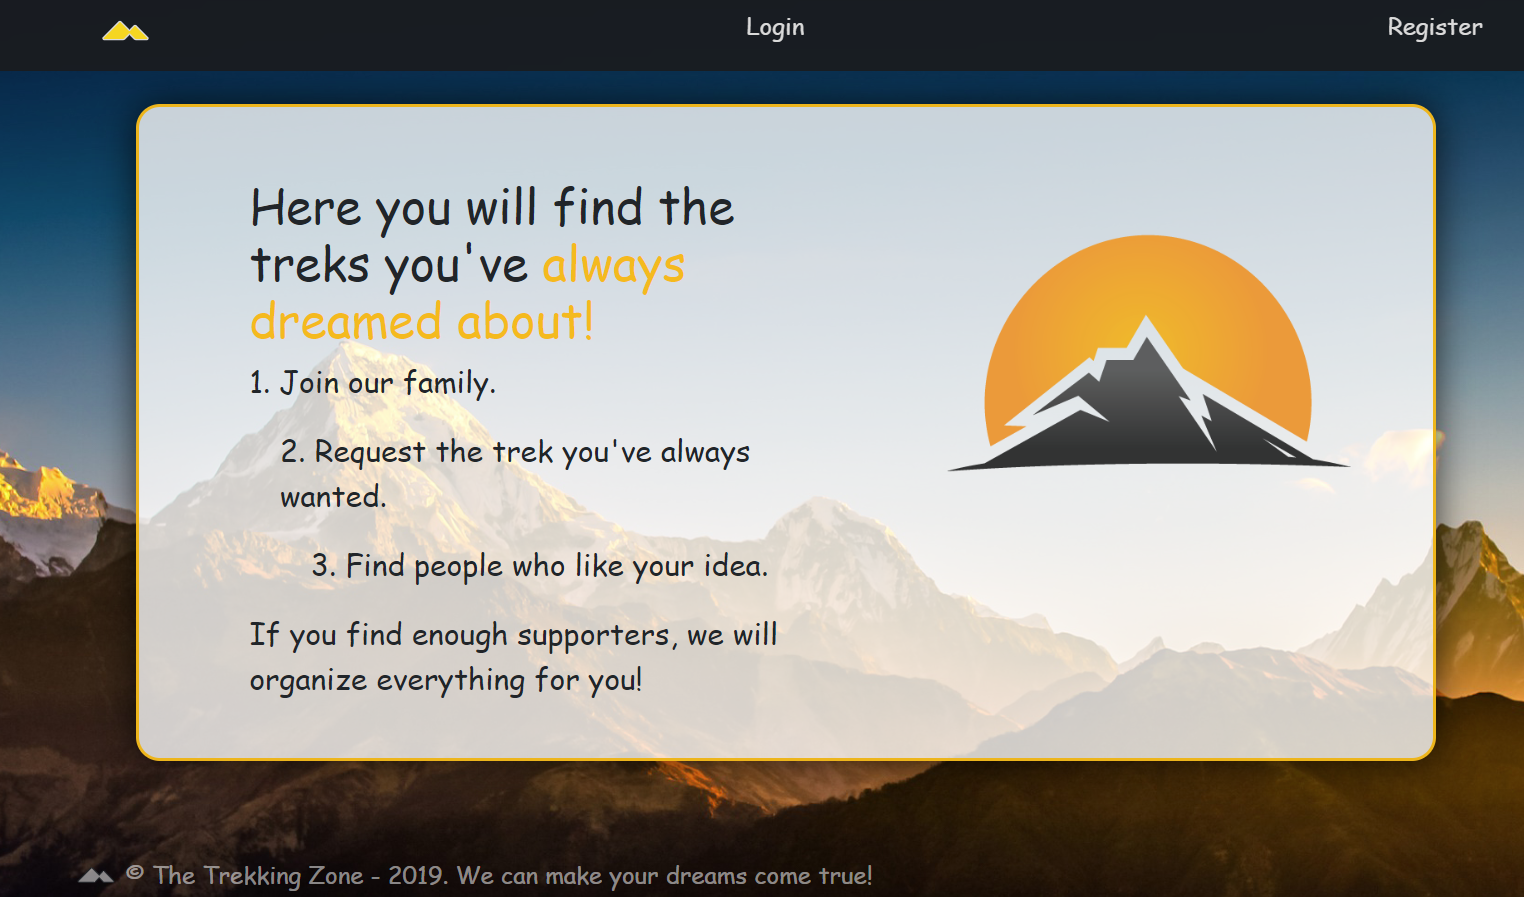 Login
Register
Here you will find the
treks you've always
dreamed about!
1. Join our family.
2. Request the trek you've always
wanted.
3. Find people who like your idea.
If you find enough supporters, we will
organize everything for you!
© The Trekking Zone - 2019. We can make your dreams come true!